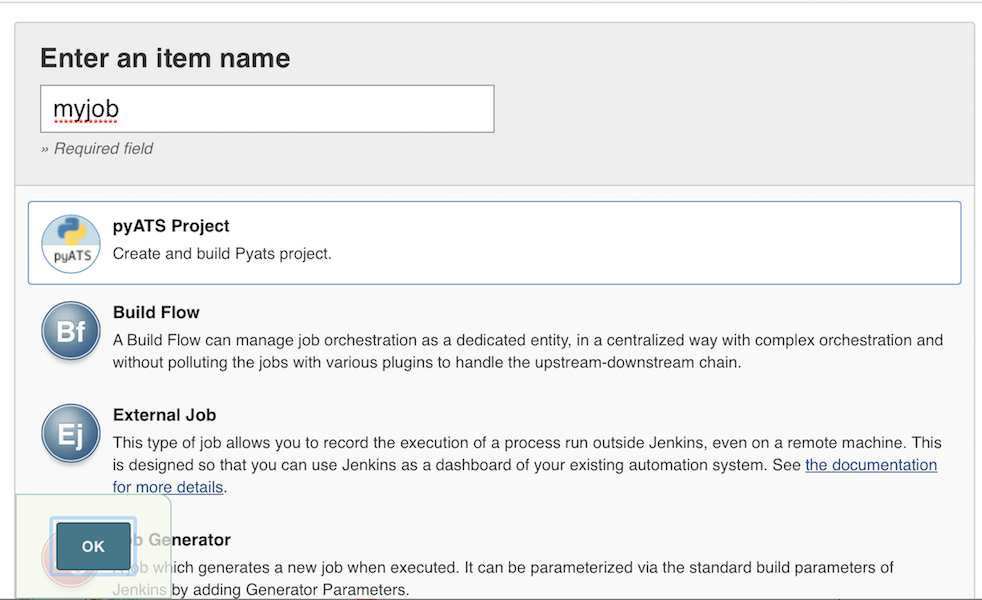 Enter an item name
myjob
» Required field
pyATS
pyATS Project
Create and build Pyats project.
Bf
Build Flow
A Build Flow can manage job orchestration as a dedicated entity, in a centralized way with complex orchestration and
without polluting the jobs with various plugins to handle the upstream-downstream chain.
Ej
External Job
This type of job allows you to record the execution of a process run outside Jenkins, even on a remote machine. This
is designed so that you can use Jenkins as a dashboard of your existing automation system. See the documentation
for more details.
OK
Generator
which generates a new job when executed. It can be parameterized via the standard build parameters of
Jenkins by adding Generator Parameters.